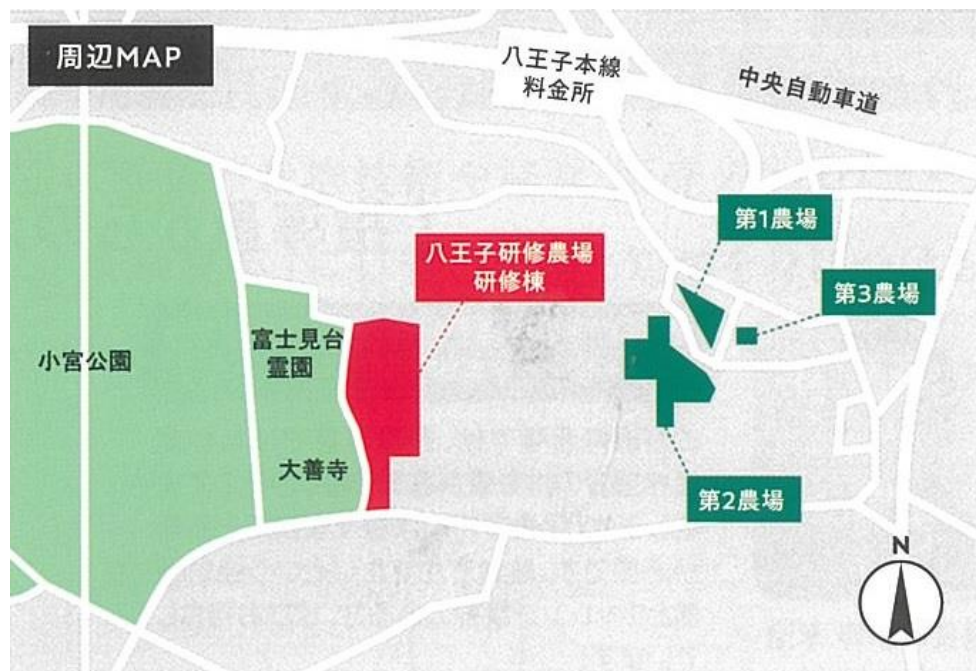 周辺MAP
八王子本線
料金所
中央自動車道
第1農場
八王子研修農場
研修棟
第3農場
富士見台
霊園
小宮公園
大善寺
第2農場
N